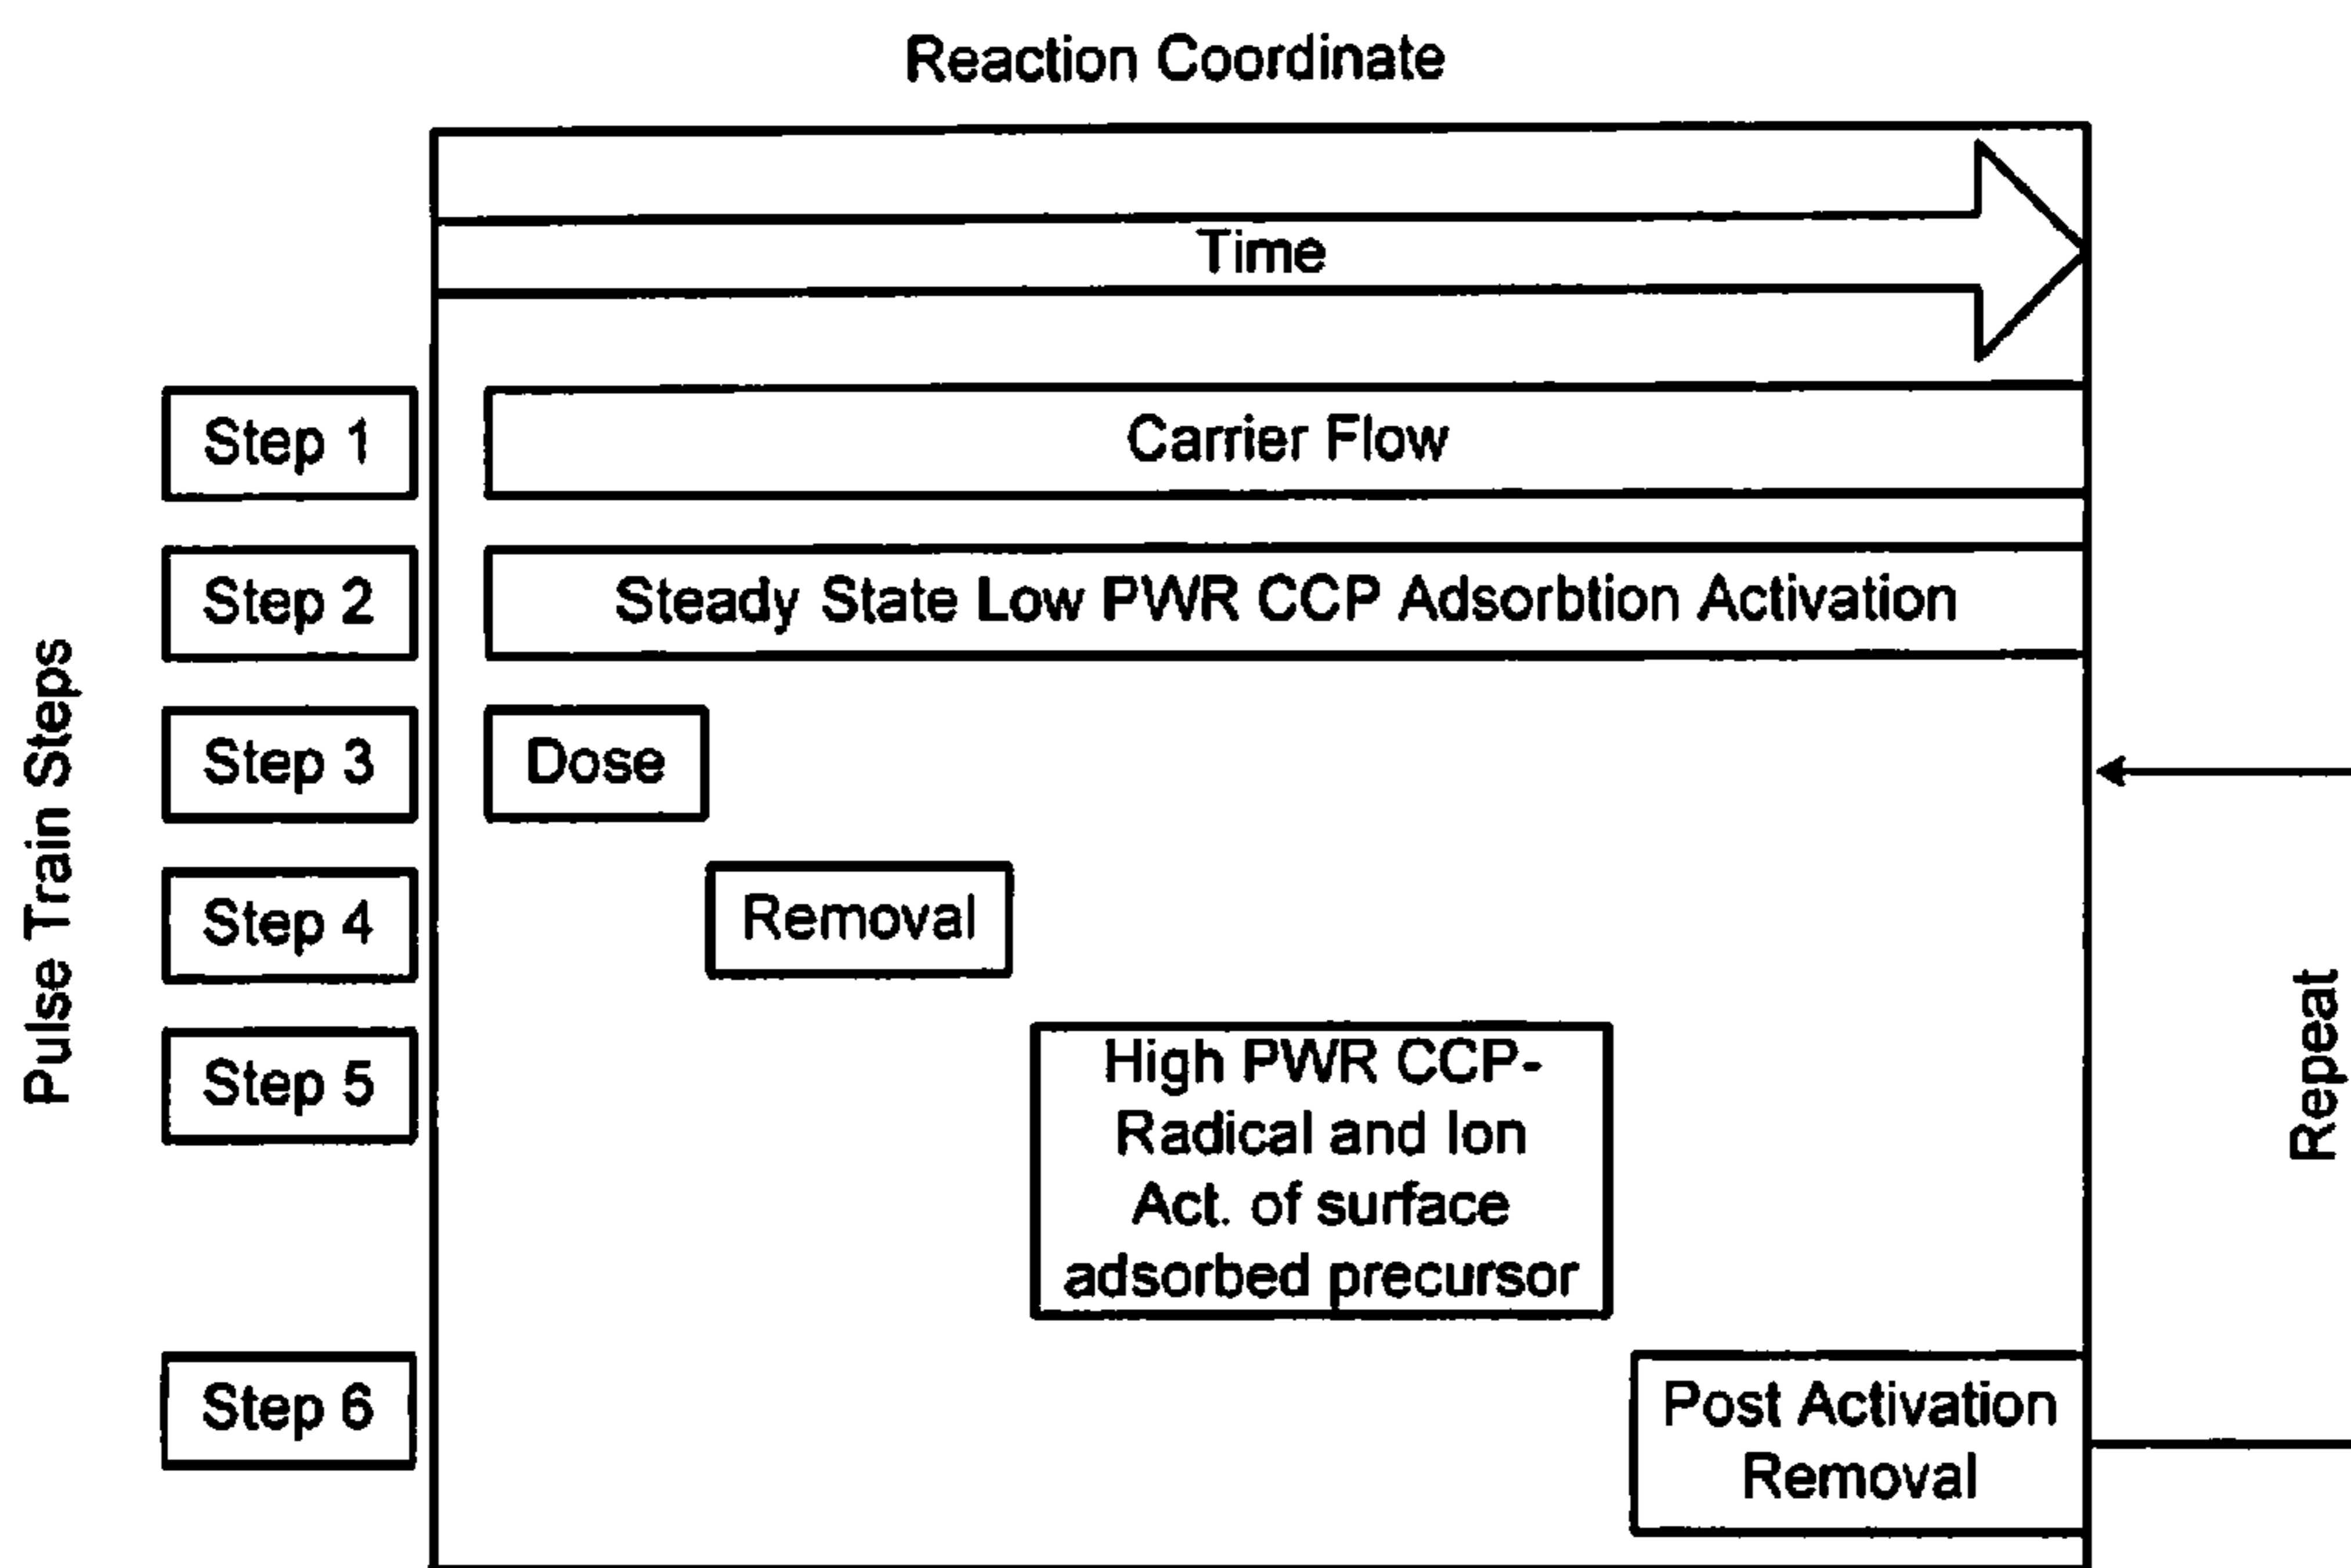 Reaction Coordinate
Time
Pulse Train Steps
Step 1
Carrier Flow
Step 2
Steady State Low PWR CCP Adsorbtion Activation
Step 3
Dose
Step 4
Removal
Step 5
High PWR CCP-
Radical and Ion
Act. of surface
adsorbed precursor
Step 6
Post Activation
Removal
Repeat